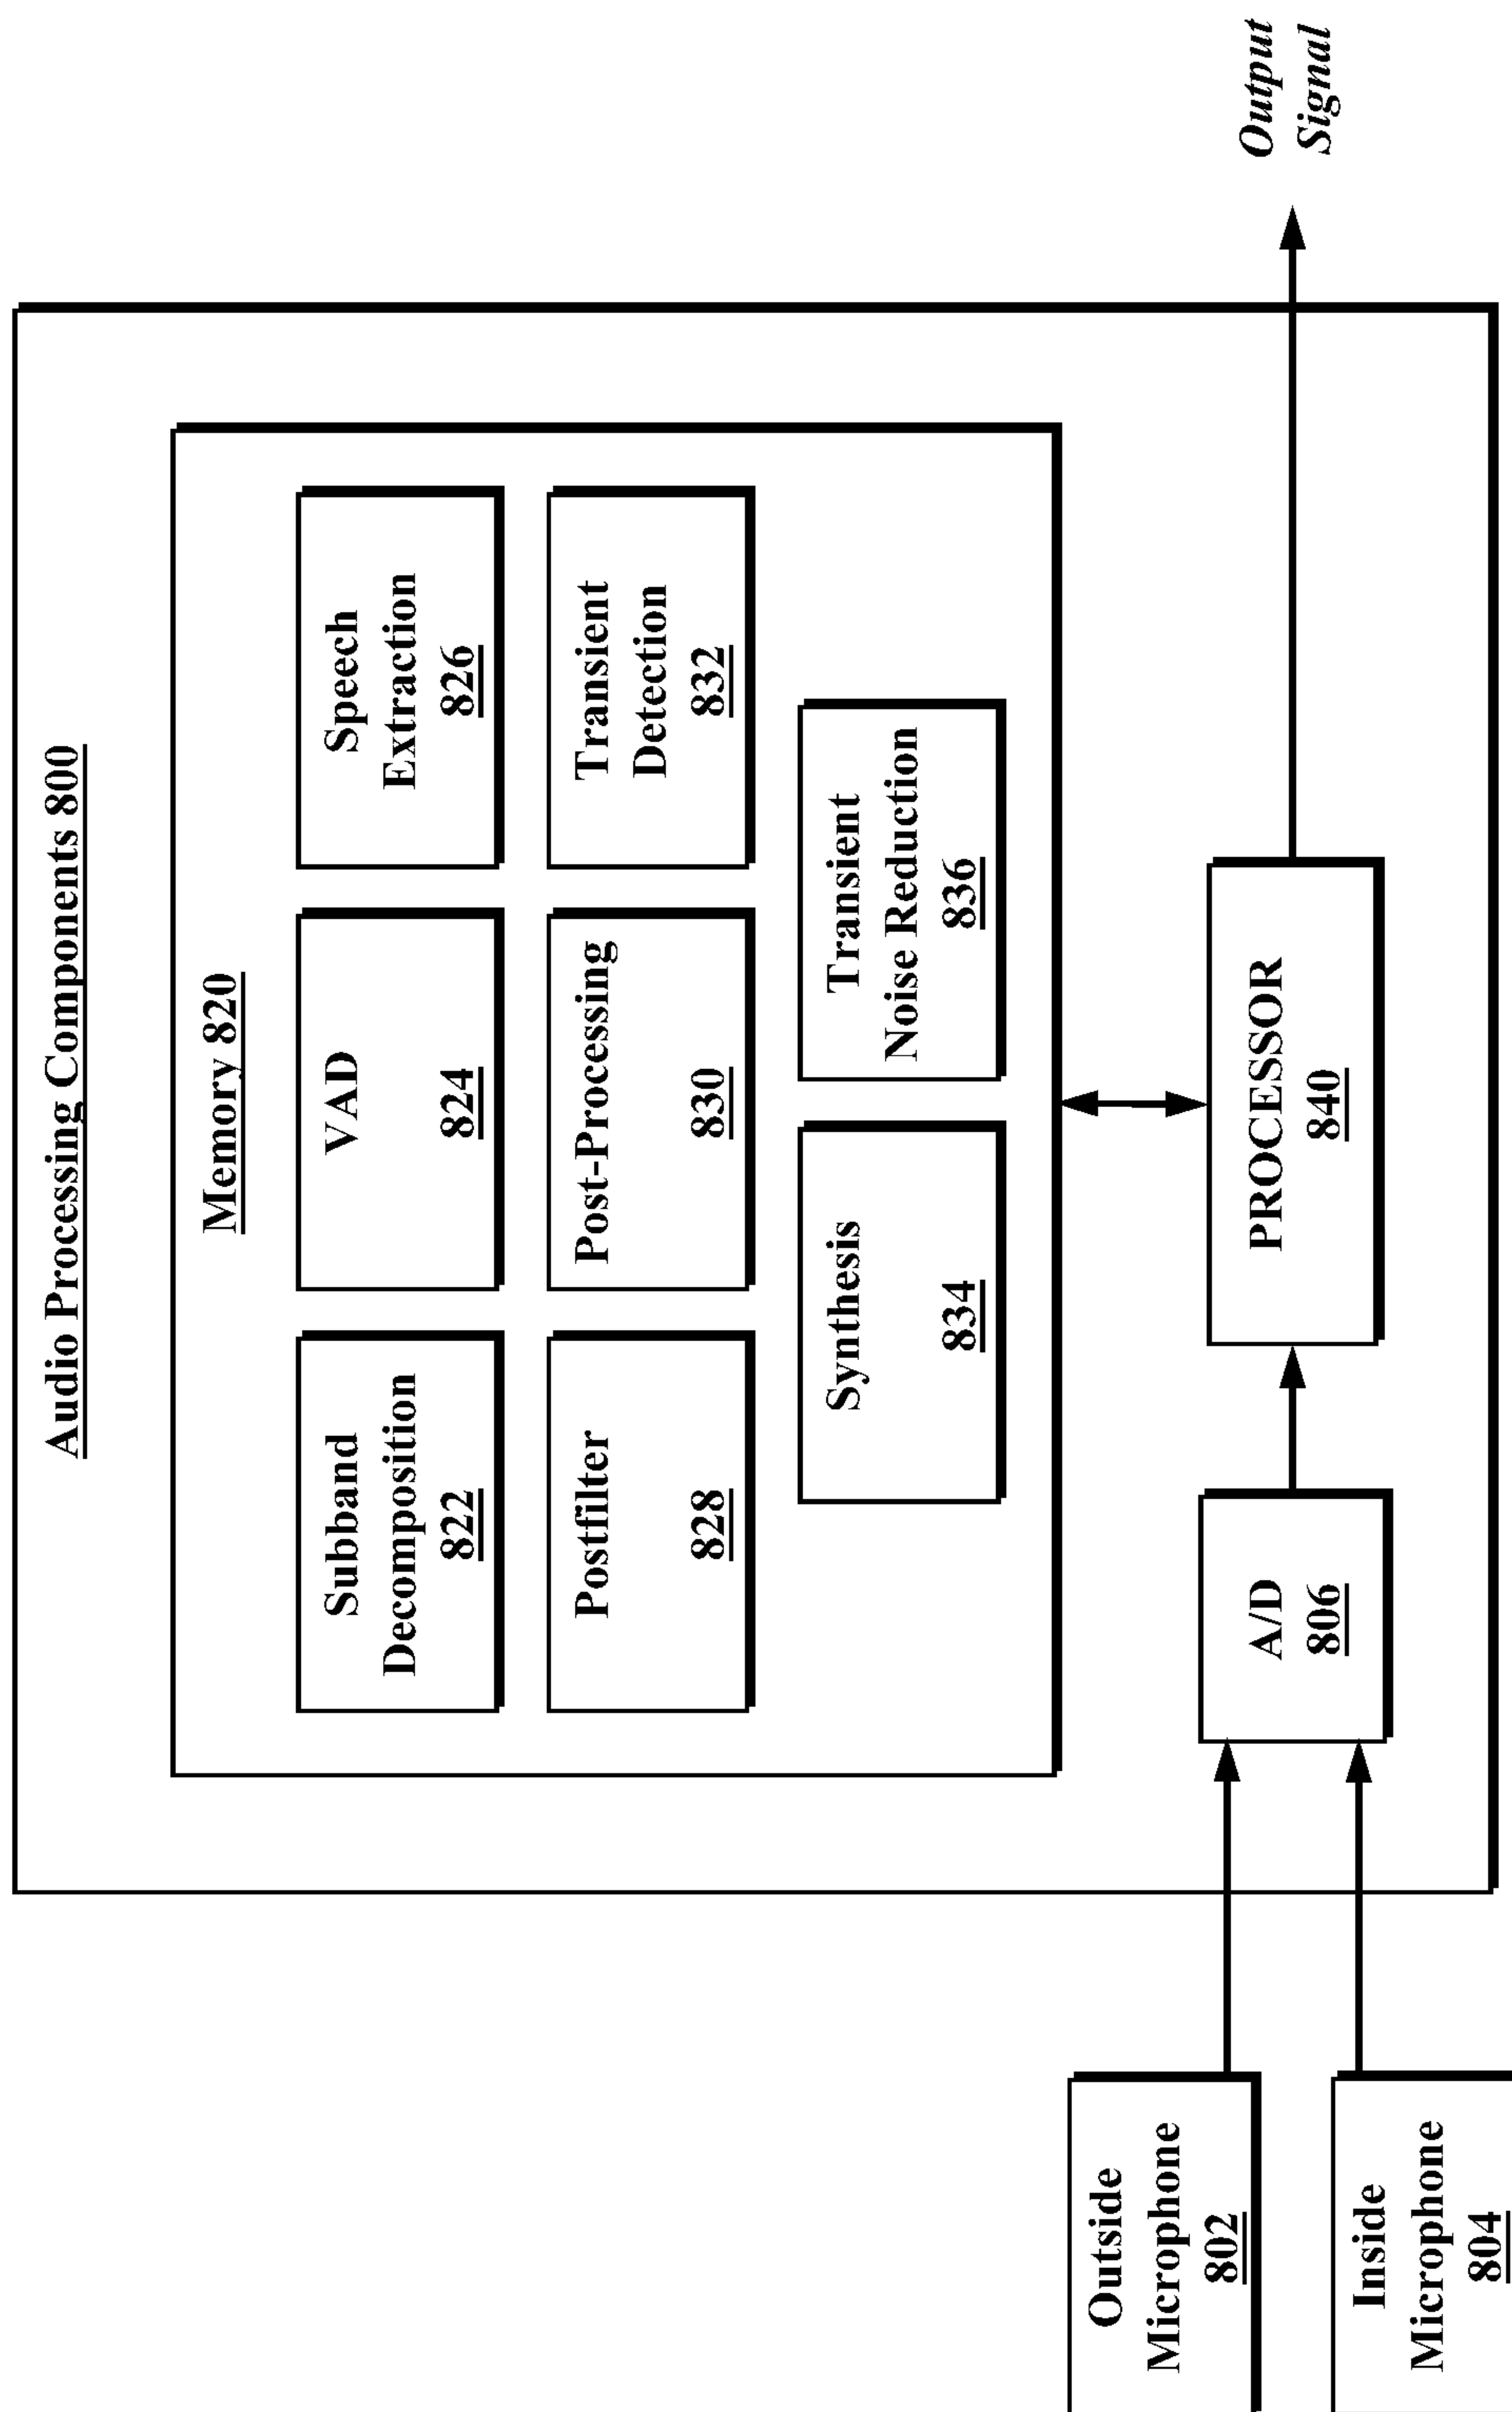 Audio Processing Components 800
Memory 820
Subband
Decomposition
822
VAD
824
Speech
Extraction
826
Postfilter
828
Post-Processing
830
Transient
Detection
832
Synthesis
834
Transient
Noise Reduction
836
Outside
Microphone
802
Inside
Microphone
804
A/D
806
PROCESSOR
840
Output
Signal